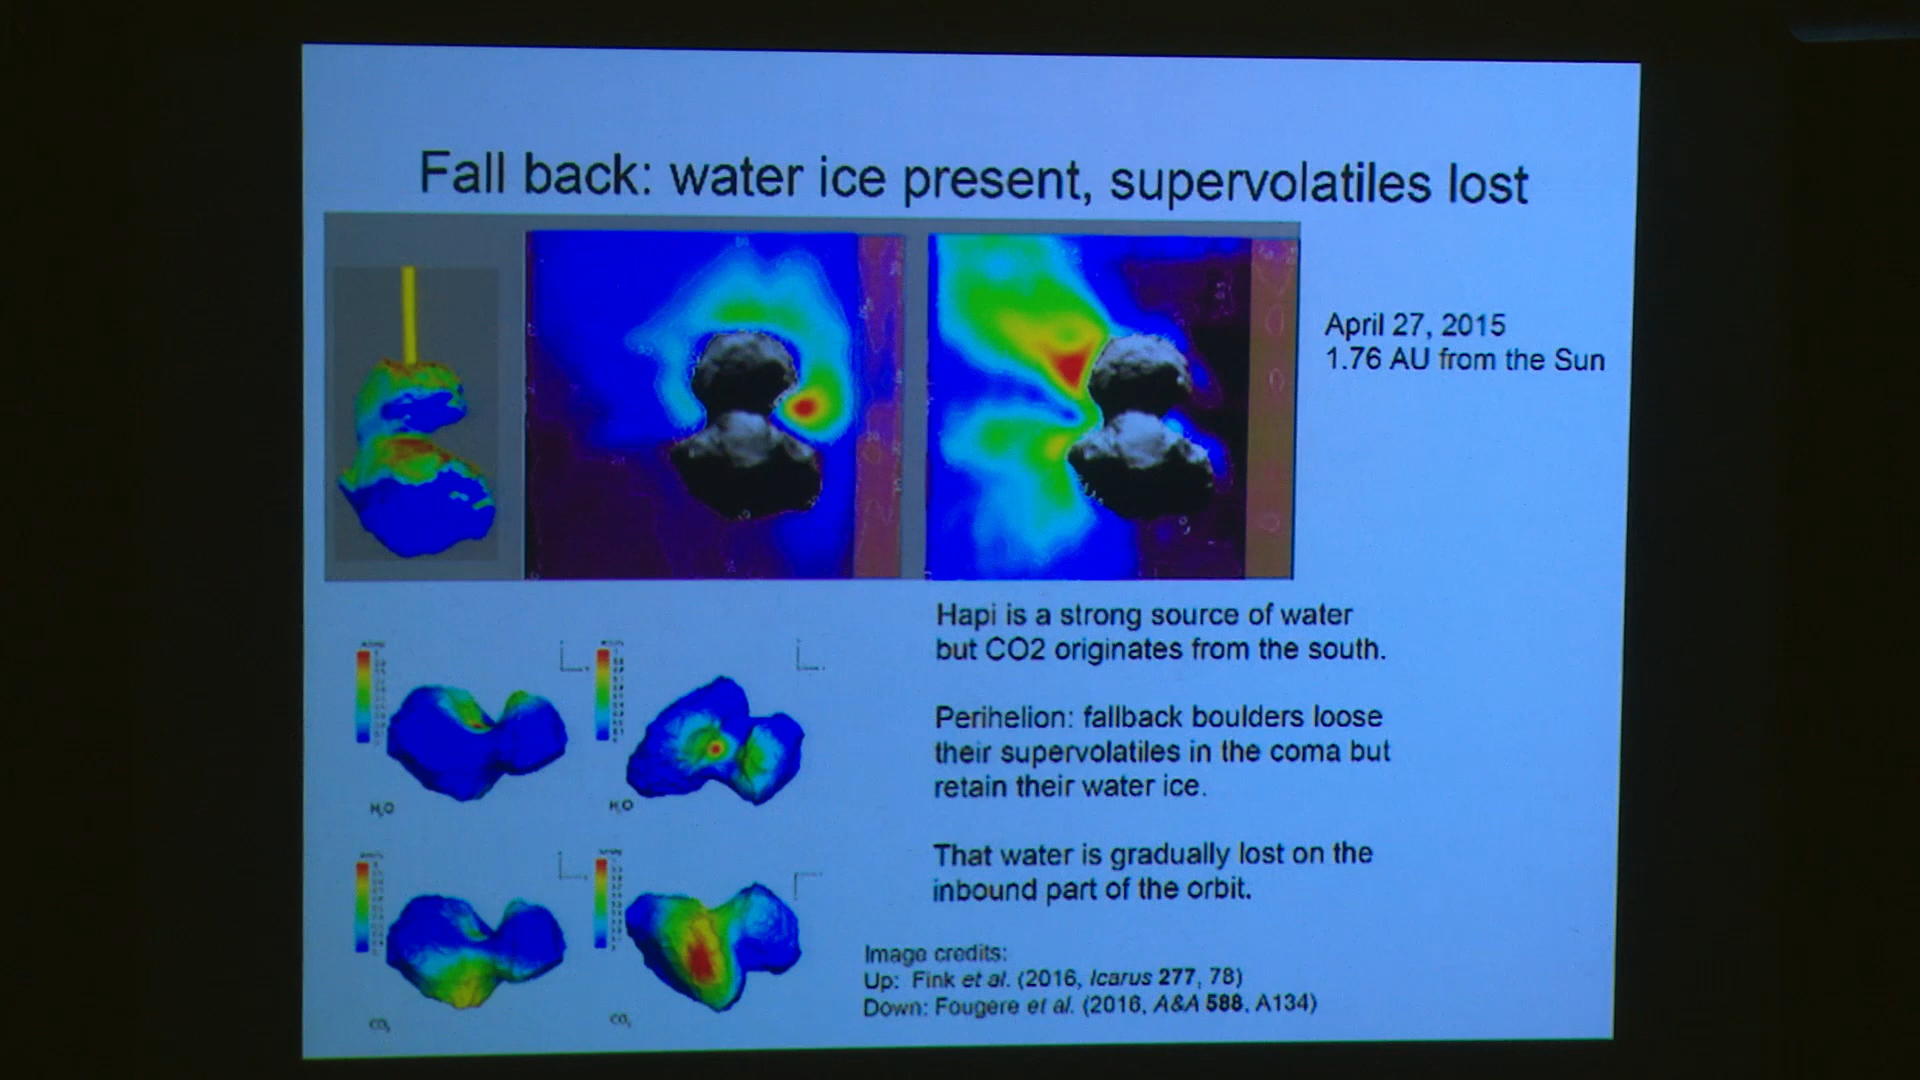 Fall back: water ice present, supervolatiles lost
April 27, 2015
1.76 AU from the Sun
Hapi is a strong source of water
but CO2 originates from the south.
Perihelion: fallback boulders loose
their supervolatiles in the coma but
retain their water ice.
That water is gradually lost on the
inbound part of the orbit.
H₂O
H₂O
CO₂
CO₂
Image credits:
Up: Fink et al. (2016, Icarus 277, 78)
Down: Fougere et al. (2016, A&A 588, A134)